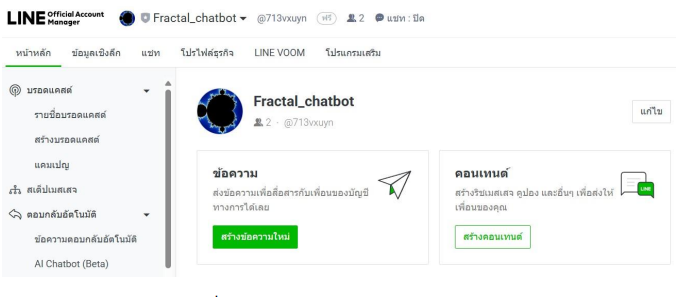 LINE Official Account Manager Fractal_chatbot @713vxuyn ฟรี 2 แชท : ปิด
หน้าหลัก ข้อมูลเชิงลึก แชท โปรไฟล์ธุรกิจ LINE VOOM โปรแกรมเสริม
บรอดแคสต์
รายชื่อบรอดแคสต์
สร้างบรอดแคสต์
แคมเปญ
สเต็ปเมสเสจ
ตอบกลับอัตโนมัติ
ข้อความตอบกลับอัตโนมัติ
AI Chatbot (Beta)
Fractal_chatbot
2 · @713vxuyn
แก้ไข
ข้อความ
ส่งข้อความเพื่อสื่อสารกับเพื่อนของบัญชี
ทางการได้เลย
สร้างข้อความใหม่
คอนเทนต์
สร้างริชเมสเสจ คูปอง และอื่นๆ เพื่อส่งให้
เพื่อนของคุณ
LINE
สร้างคอนเทนต์